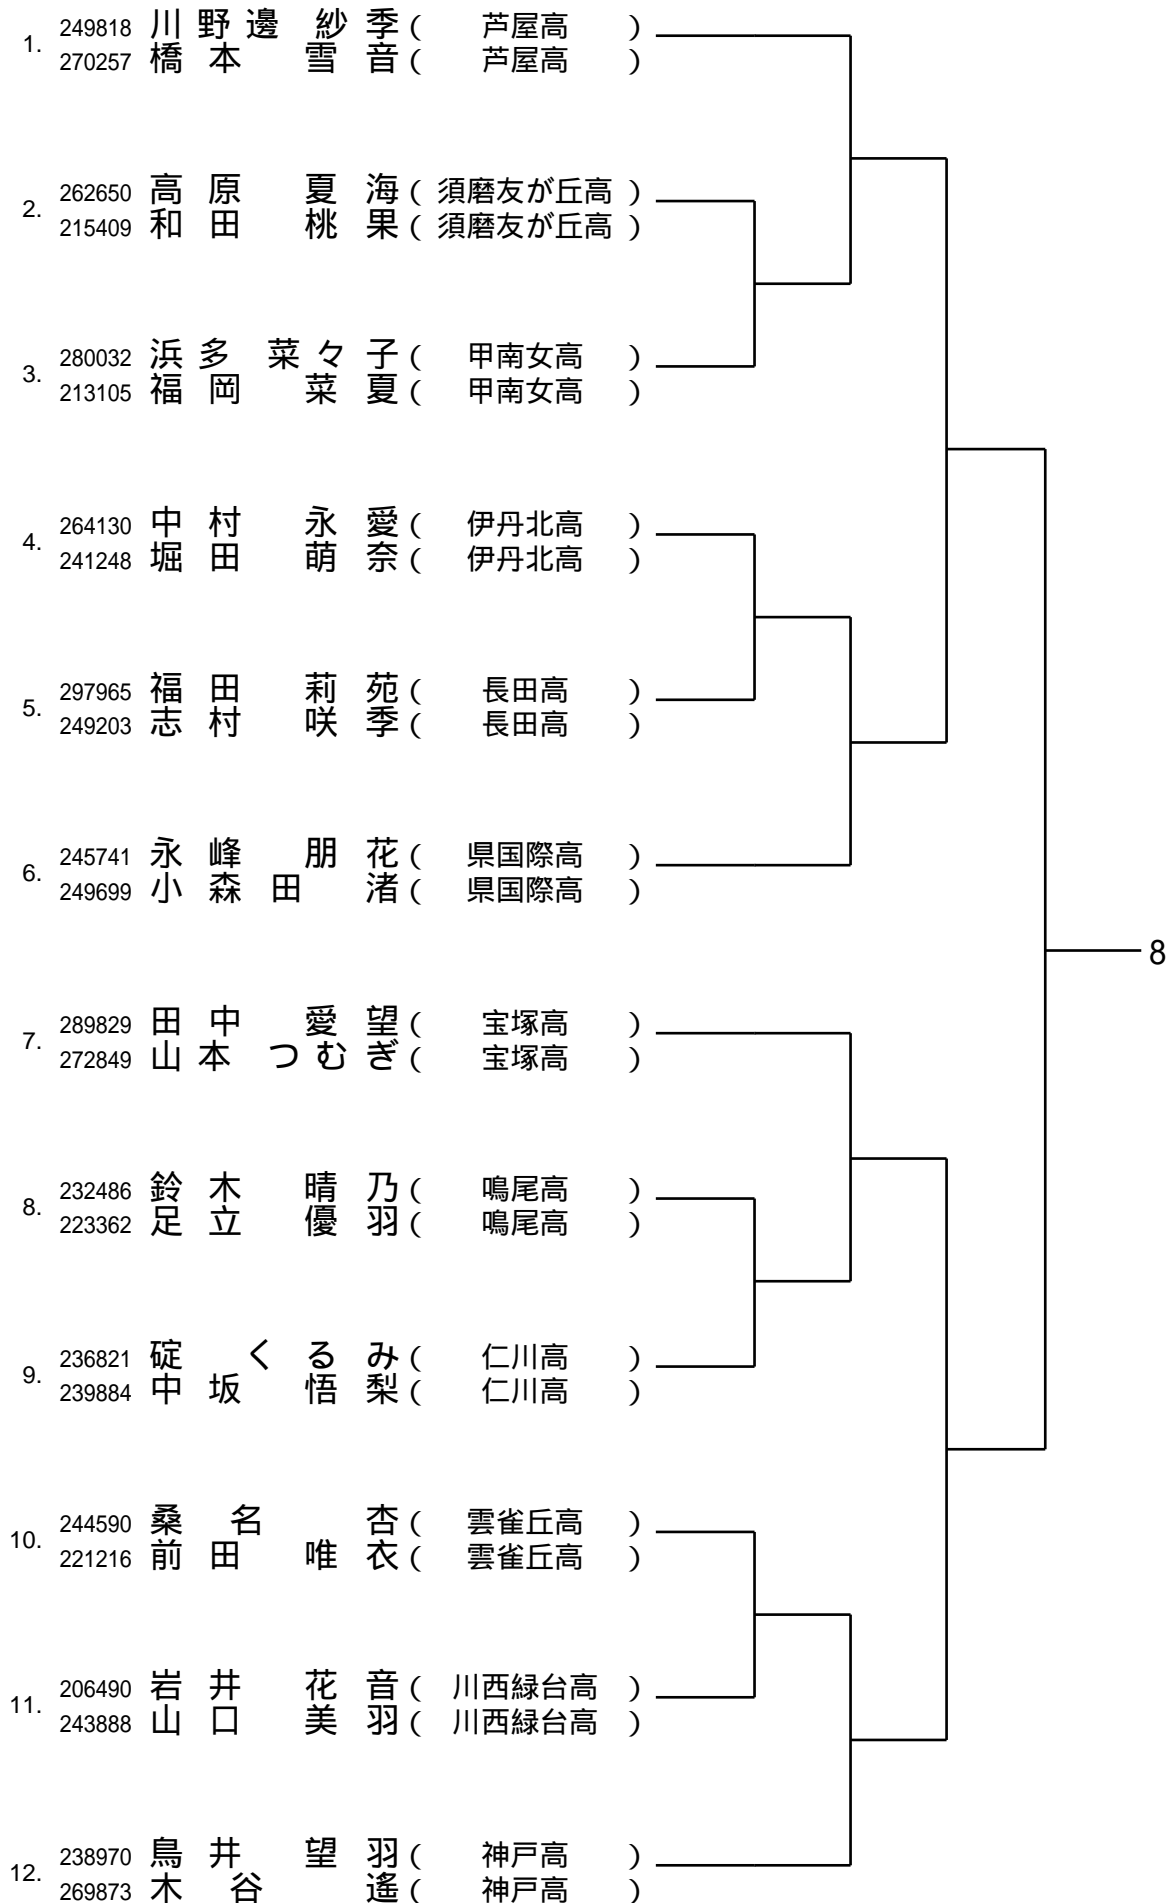 1. 249818 川野邊 紗季 ( 芦屋高 )
270257 橋本 雪音 ( 芦屋高 )
2. 262650 高原 夏海 ( 須磨友が丘高 )
215409 和田 桃果 ( 須磨友が丘高 )
3. 280032 浜多 菜々子 ( 甲南女高 )
213105 福岡 菜夏 ( 甲南女高 )
4. 264130 中村 永愛 ( 伊丹北高 )
241248 堀田 萌奈 ( 伊丹北高 )
5. 297965 福田 莉苑 ( 長田高 )
249203 志村 咲季 ( 長田高 )
6. 245741 永峰 朋花 ( 県国際高 )
249699 小森田 渚 ( 県国際高 )
8
7. 289829 田中 愛望 ( 宝塚高 )
272849 山本 つむぎ ( 宝塚高 )
8. 232486 鈴木 晴乃 ( 鳴尾高 )
223362 足立 優羽 ( 鳴尾高 )
9. 236821 碇 くるみ ( 仁川高 )
239884 中坂 悟梨 ( 仁川高 )
10. 244590 桑名 杏 ( 雲雀丘高 )
221216 前田 唯衣 ( 雲雀丘高 )
11. 206490 岩井 花音 ( 川西緑台高 )
243888 山口 美羽 ( 川西緑台高 )
12. 238970 鳥井 望羽 ( 神戸高 )
269873 木谷 遙 ( 神戸高 )